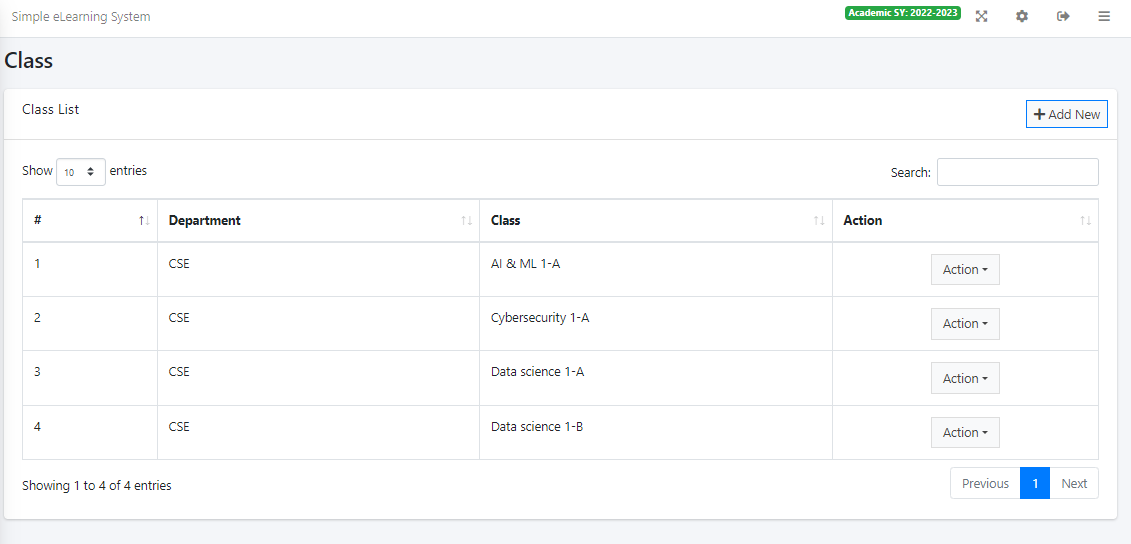 Simple eLearning System
Academic SY: 2022-2023
Class
Class List
Add New
Show 10 entries
Search:
# Department Class Action
1 CSE AI & ML 1-A Action
2 CSE Cybersecurity 1-A Action
3 CSE Data science 1-A Action
4 CSE Data science 1-B Action
Showing 1 to 4 of 4 entries
Previous 1 Next